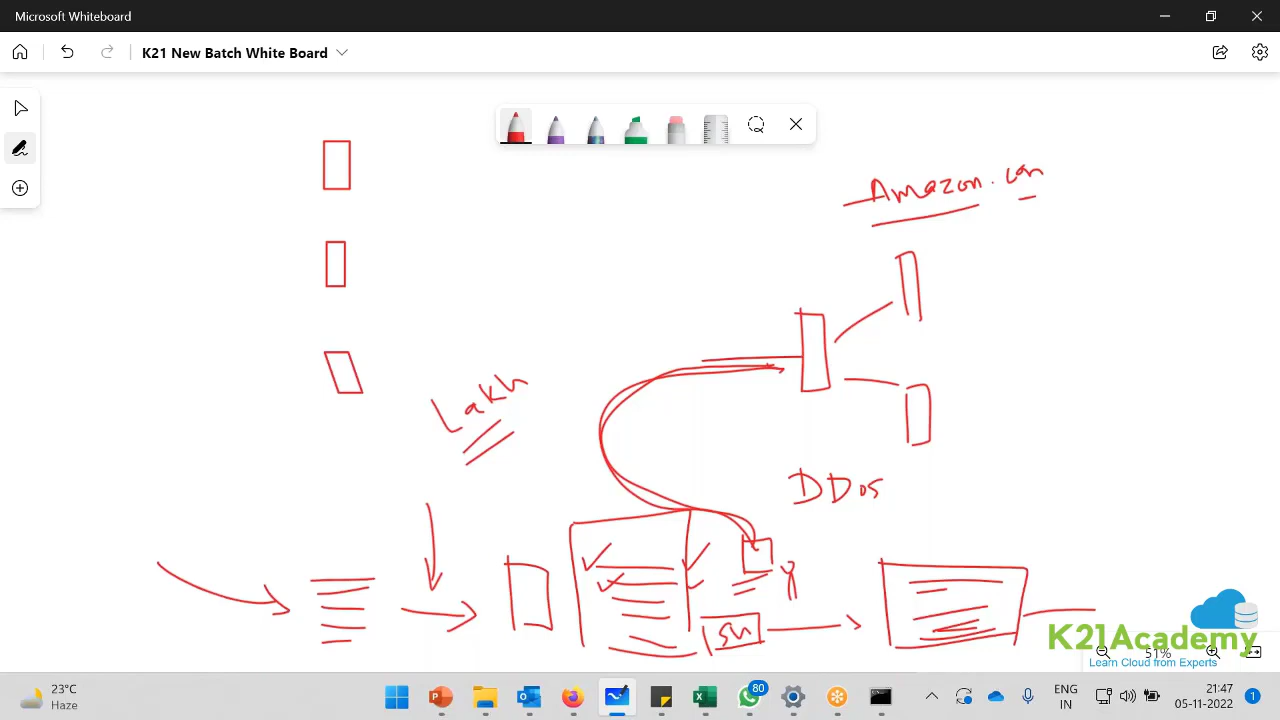 Microsoft Whiteboard
K21 New Batch White Board
Amazon.com
Lakh
DDos
K21Academy
Learn Cloud from Experts
51%
23°C
Haze
80
ENG
IN
21:47
05-11-2022
1